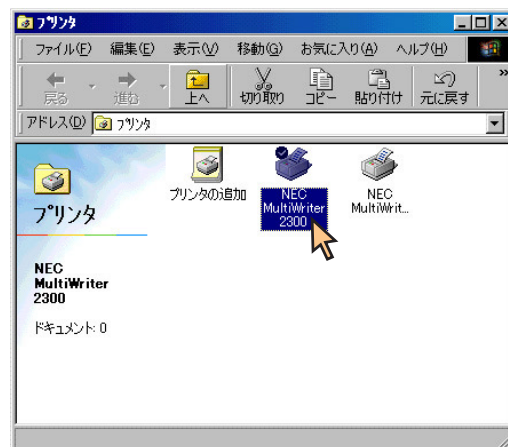 プリンタ
ファイル(F) 編集(E) 表示(V) 移動(G) お気に入り(A) ヘルプ(H)
戻る 進む 上へ 切り取り コピー 貼り付け 元に戻す »
アドレス(D) プリンタ
プリンタ
プリンタの追加
NEC
MultiWriter
2300
NEC
MultiWrit...
NEC
MultiWriter
2300
ドキュメント: 0